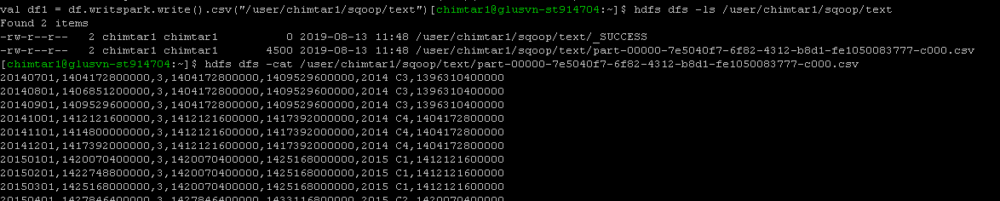 val df1 = df.writspark.write().csv("/user/chimtar1/sqoop/text")[chimtar1@glusvn-st914704:~]$ hdfs dfs -ls /user/chimtar1/sqoop/text
Found 2 items
-rw-r--r--   2 chimtar1 chimtar1          0 2019-08-13 11:48 /user/chimtar1/sqoop/text/_SUCCESS
-rw-r--r--   2 chimtar1 chimtar1       4500 2019-08-13 11:48 /user/chimtar1/sqoop/text/part-00000-7e5040f7-6f82-4312-b8d1-fe1050083777-c000.csv
[chimtar1@glusvn-st914704:~]$ hdfs dfs -cat /user/chimtar1/sqoop/text/part-00000-7e5040f7-6f82-4312-b8d1-fe1050083777-c000.csv
20140701,1404172800000,3,1404172800000,1409529600000,2014 C3,1396310400000
20140801,1406851200000,3,1404172800000,1409529600000,2014 C3,1396310400000
20140901,1409529600000,3,1404172800000,1409529600000,2014 C3,1396310400000
20141001,1412121600000,3,1412121600000,1417392000000,2014 C4,1404172800000
20141101,1414800000000,3,1412121600000,1417392000000,2014 C4,1404172800000
20141201,1417392000000,3,1412121600000,1417392000000,2014 C4,1404172800000
20150101,1420070400000,3,1420070400000,1425168000000,2015 C1,1412121600000
20150201,1422748800000,3,1420070400000,1425168000000,2015 C1,1412121600000
20150301,1425168000000,3,1420070400000,1425168000000,2015 C1,1412121600000
20150401,1427846400000,3,1427846400000,1433116800000,2015 C2,1420070400000